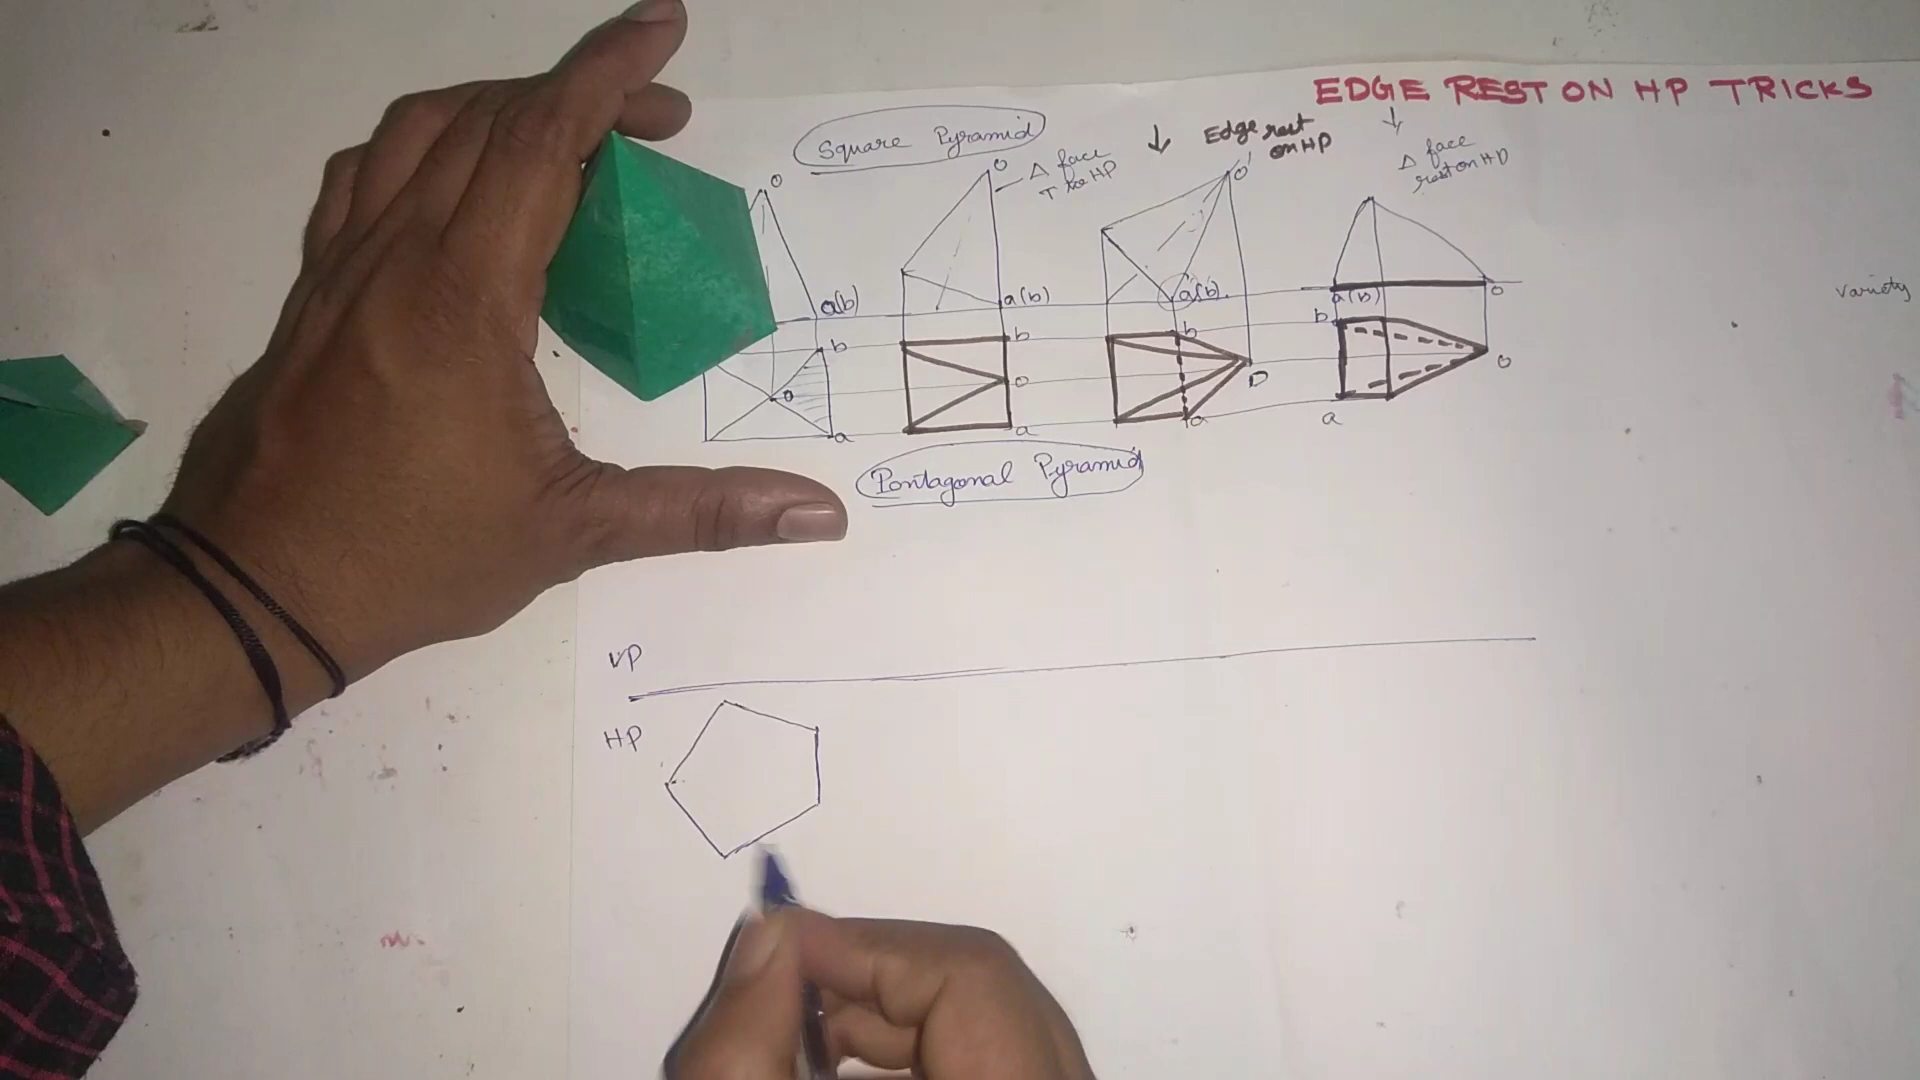 EDGE REST ON HP TRICKS
Square Pyramid
Edge rest
on HP
Δ face
rest on HP
Δ face
T to HP
O
O
O'
a(b)
a(b)
a'(b')
a(b)
O
Variety
b
b
b
b
O
O
O
O
a
a
a
a
Pentagonal Pyramid
VP
HP